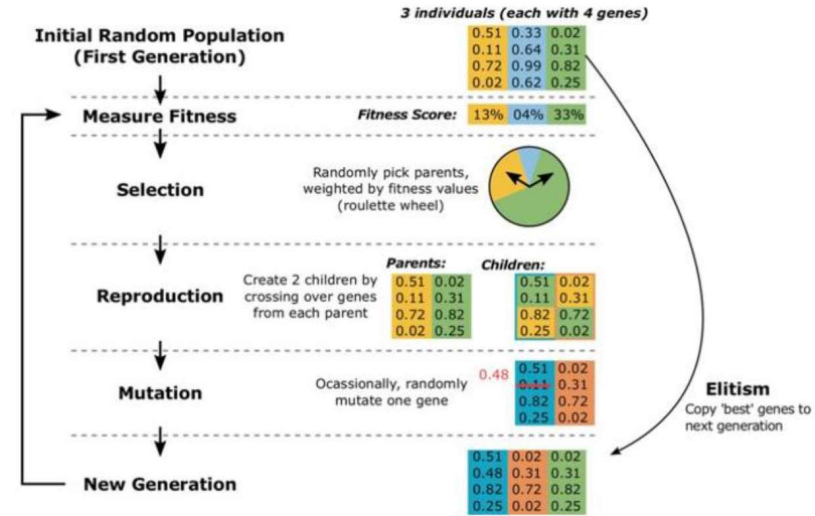 3 individuals (each with 4 genes)
Initial Random Population
(First Generation)
0.51 0.33 0.02
0.11 0.64 0.31
0.72 0.99 0.82
0.02 0.62 0.25
Measure Fitness
Fitness Score: 13% 04% 33%
Selection
Randomly pick parents,
weighted by fitness values
(roulette wheel)
Reproduction
Create 2 children by
crossing over genes
from each parent
Parents:
0.51 0.02
0.11 0.31
0.72 0.82
0.02 0.25
Children:
0.51 0.02
0.11 0.31
0.82 0.72
0.25 0.02
Mutation
Ocassionally, randomly
mutate one gene
0.48
0.51 0.02
0.11 0.31
0.82 0.72
0.25 0.02
Elitism
Copy 'best' genes to
next generation
New Generation
0.51 0.02 0.02
0.48 0.31 0.31
0.82 0.72 0.82
0.25 0.02 0.25